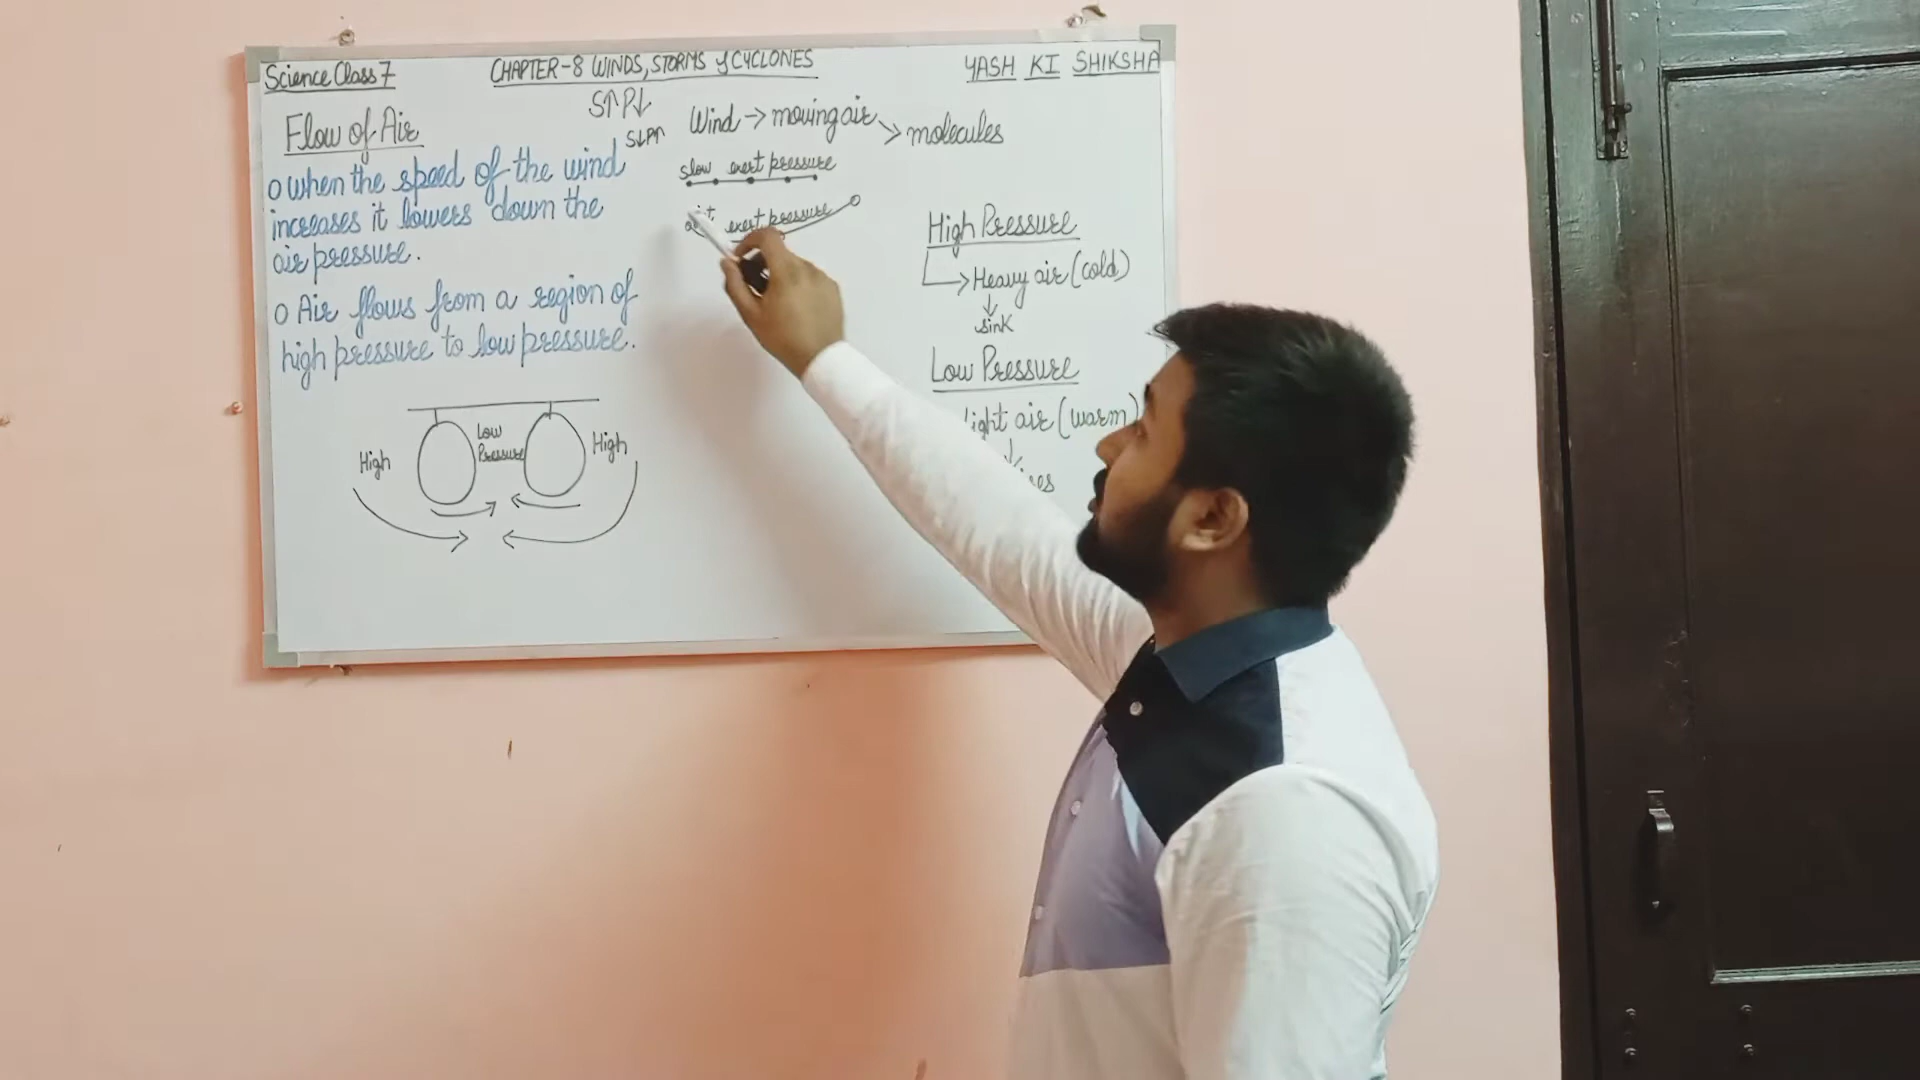 Science Class 7
CHAPTER-8 WINDS, STORMS & CYCLONES
YASH KI SHIKSHA
S↑P↓
S↓P↑
Flow of Air
o when the speed of the wind
increases it lowers down the
air pressure.
o Air flows from a region of
high pressure to low pressure.
High
Low
Pressure
High
Wind → moving air → molecules
slow exert pressure
exert pressure
High Pressure
→ Heavy air (cold)
↓
sink
Low Pressure
light air (warm)
↓